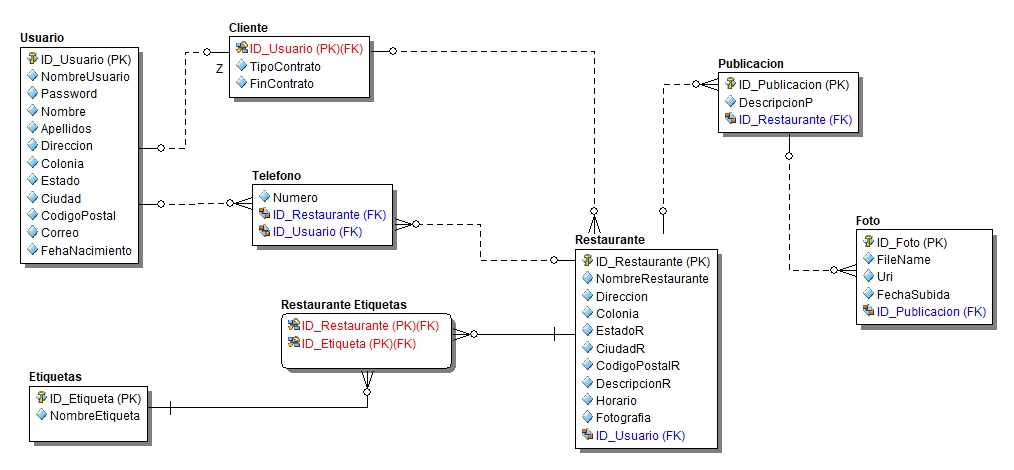 Usuario
ID_Usuario (PK)
NombreUsuario
Password
Nombre
Apellidos
Direccion
Colonia
Estado
Ciudad
CodigoPostal
Correo
FehaNacimiento
Cliente
ID_Usuario (PK)(FK)
TipoContrato
FinContrato
Z
Telefono
Numero
ID_Restaurante (FK)
ID_Usuario (FK)
Restaurante Etiquetas
ID_Restaurante (PK)(FK)
ID_Etiqueta (PK)(FK)
Etiquetas
ID_Etiqueta (PK)
NombreEtiqueta
Restaurante
ID_Restaurante (PK)
NombreRestaurante
Direccion
Colonia
EstadoR
CiudadR
CodigoPostalR
DescripcionR
Horario
Fotografia
ID_Usuario (FK)
Publicacion
ID_Publicacion (PK)
DescripcionP
ID_Restaurante (FK)
Foto
ID_Foto (PK)
FileName
Uri
FechaSubida
ID_Publicacion (FK)